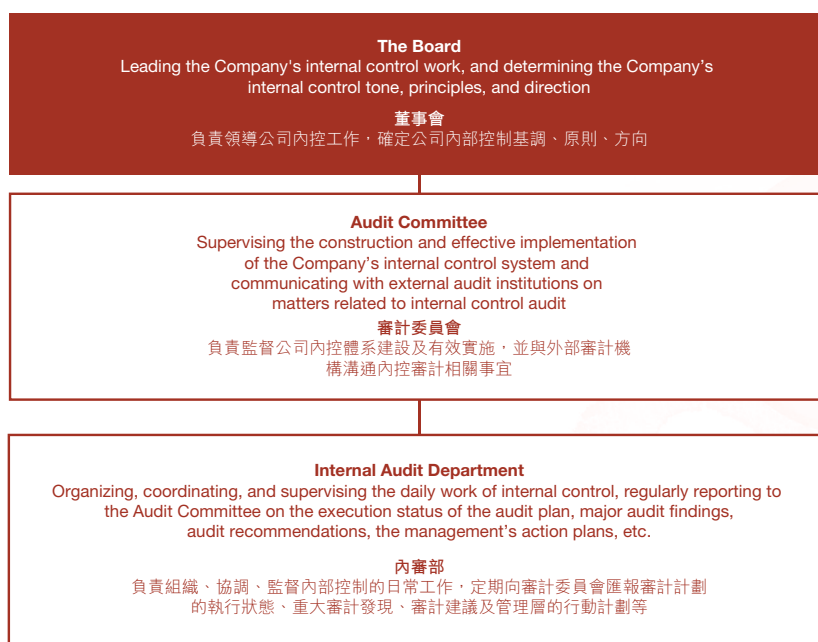 The Board
Leading the Company's internal control work, and determining the Company's
internal control tone, principles, and direction
董事會
負責領導公司內控工作，確定公司內部控制基調、原則、方向
Audit Committee
Supervising the construction and effective implementation
of the Company's internal control system and
communicating with external audit institutions on
matters related to internal control audit
審計委員會
負責監督公司內控體系建設及有效實施，並與外部審計機
構溝通內控審計相關事宜
Internal Audit Department
Organizing, coordinating, and supervising the daily work of internal control, regularly reporting to
the Audit Committee on the execution status of the audit plan, major audit findings,
audit recommendations, the management's action plans, etc.
內審部
負責組織、協調、監督內部控制的日常工作，定期向審計委員會匯報審計計劃
的執行狀態、重大審計發現、審計建議及管理層的行動計劃等